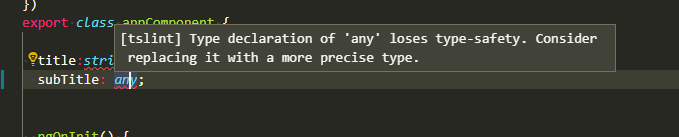 })
export class appComponent {
[tslint] Type declaration of 'any' loses type-safety. Consider
replacing it with a more precise type.
title:stri
subTitle: any;
ngOnInit() {